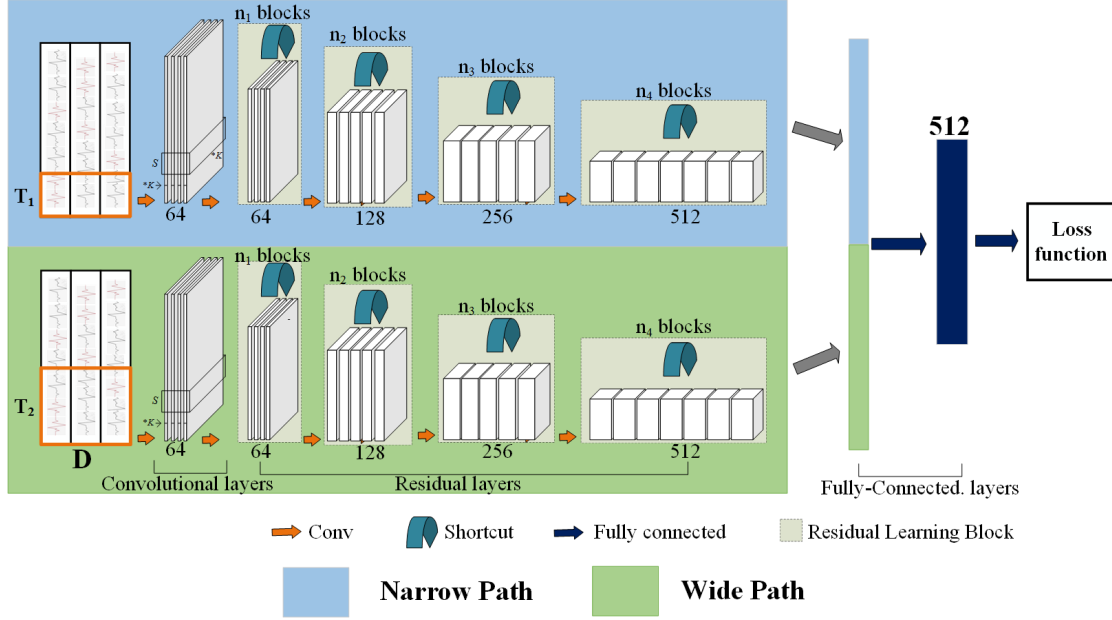 n₁ blocks
n₂ blocks
n₃ blocks
n₄ blocks
S
*K
*K
T₁
64
64
128
256
512
512
Loss
function
n₁ blocks
n₂ blocks
n₃ blocks
n₄ blocks
S
*K
T₂
D
64
64
128
256
512
Convolutional layers
Residual layers
Fully-Connected. layers
Conv
Shortcut
Fully connected
Residual Learning Block
Narrow Path
Wide Path